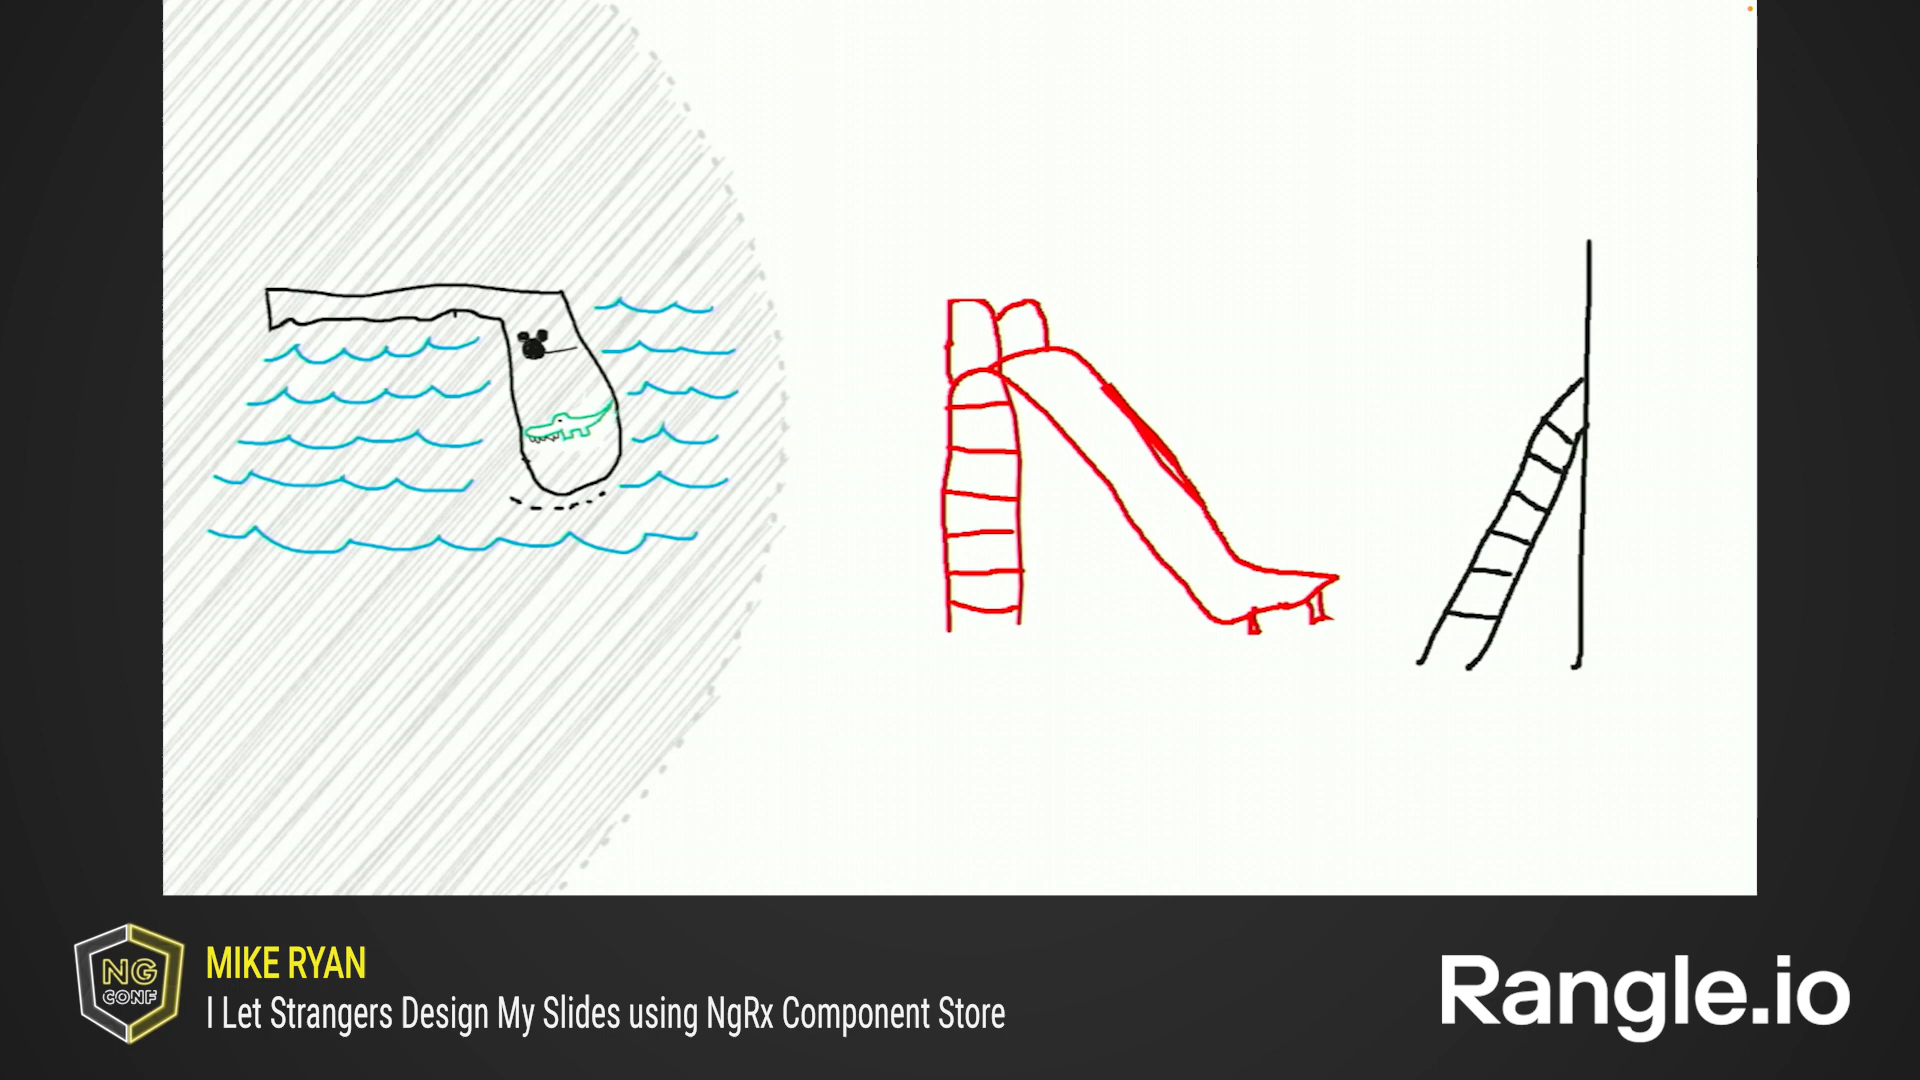 NG
CONF
MIKE RYAN
I Let Strangers Design My Slides using NgRx Component Store
Rangle.io